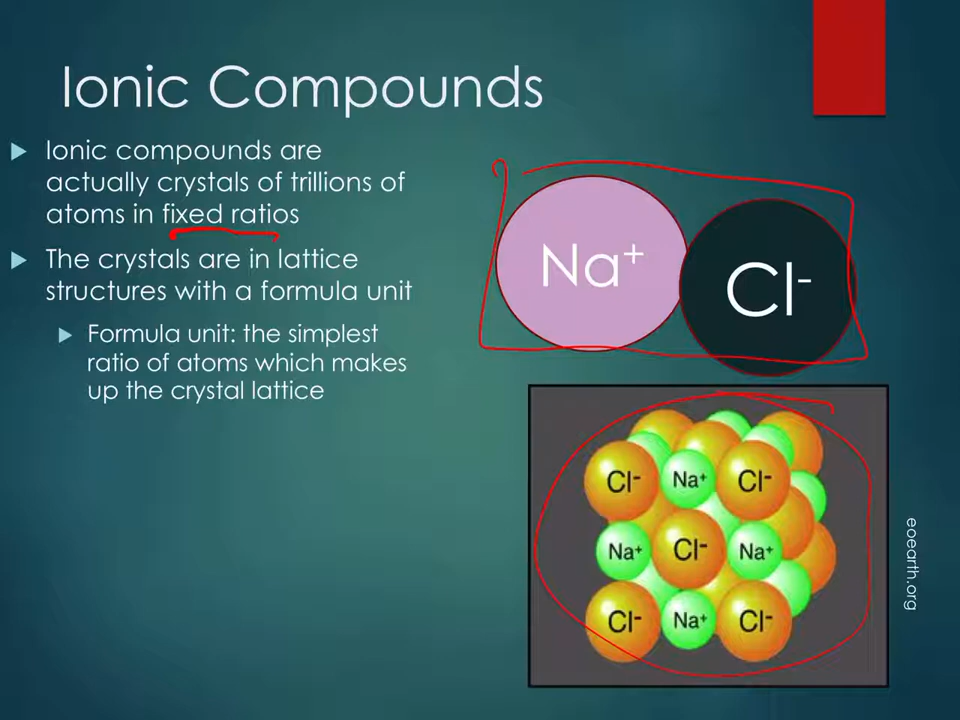 Ionic Compounds
Ionic compounds are
actually crystals of trillions of
atoms in fixed ratios
The crystals are in lattice
structures with a formula unit
Formula unit: the simplest
ratio of atoms which makes
up the crystal lattice
Na⁺
Cl⁻
Cl⁻ Na⁺ Cl⁻
Na⁺ Cl⁻ Na⁺
Cl⁻ Na⁺ Cl⁻
eoearth.org